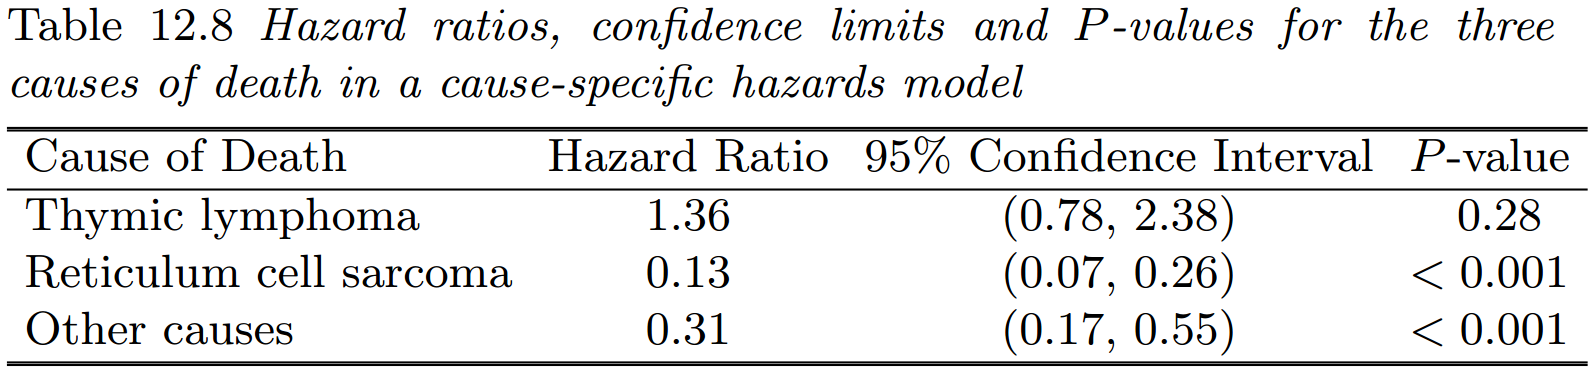 Table 12.8 Hazard ratios, confidence limits and P-values for the three
causes of death in a cause-specific hazards model
Cause of Death Hazard Ratio 95% Confidence Interval P-value
Thymic lymphoma 1.36 (0.78, 2.38) 0.28
Reticulum cell sarcoma 0.13 (0.07, 0.26) < 0.001
Other causes 0.31 (0.17, 0.55) < 0.001